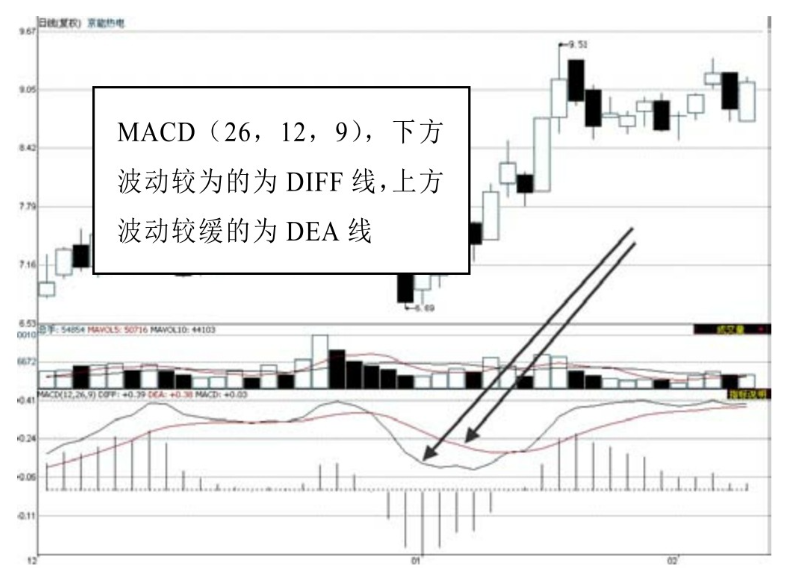 日线(复权) 京能热电
9.67
9.51
9.05
MACD（26，12，9），下方
波动较为的为 DIFF 线，上方
波动较缓的为 DEA 线
8.42
7.79
7.16
6.69
6.53
总手: 54854 MAVOL5: 50716 MAVOL10: 44103
成交量
0010
6672
MACD(12,26,9) DIFF: +0.39 DEA: +0.38 MACD: +0.03
指标说明
+0.41
+0.24
+0.05
-0.11
12
01
02